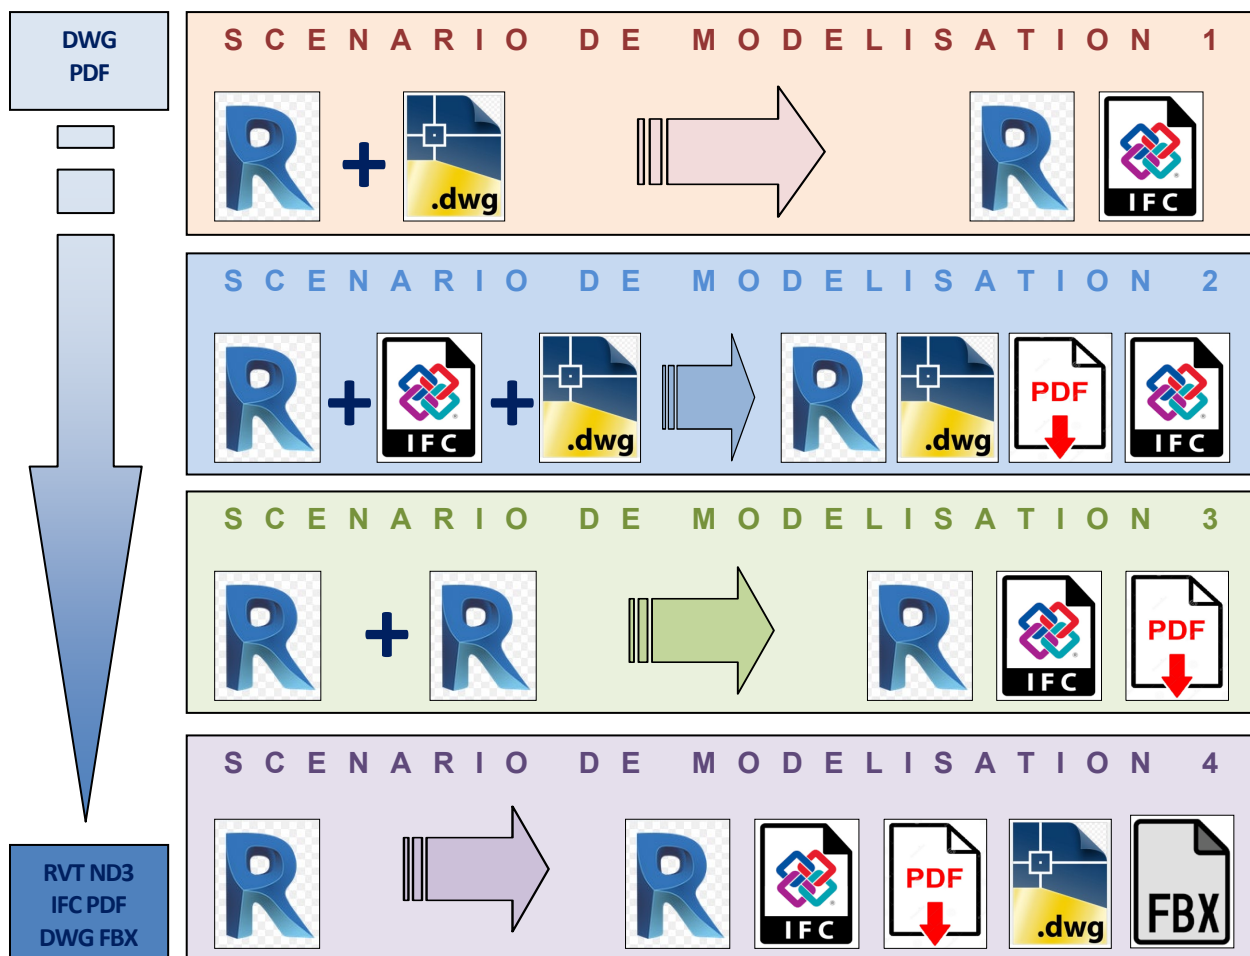 DWG
PDF
SCENARIO DE MODELISATION 1
.dwg
IFC
SCENARIO DE MODELISATION 2
IFC
.dwg
.dwg
PDF
IFC
SCENARIO DE MODELISATION 3
IFC
PDF
SCENARIO DE MODELISATION 4
IFC
PDF
.dwg
FBX
RVT ND3
IFC PDF
DWG FBX